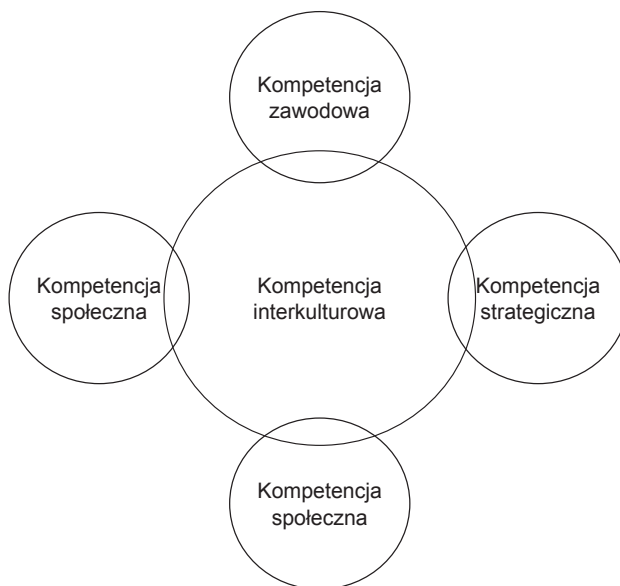 Kompetencja
zawodowa
Kompetencja
społeczna
Kompetencja
interkulturowa
Kompetencja
strategiczna
Kompetencja
społeczna